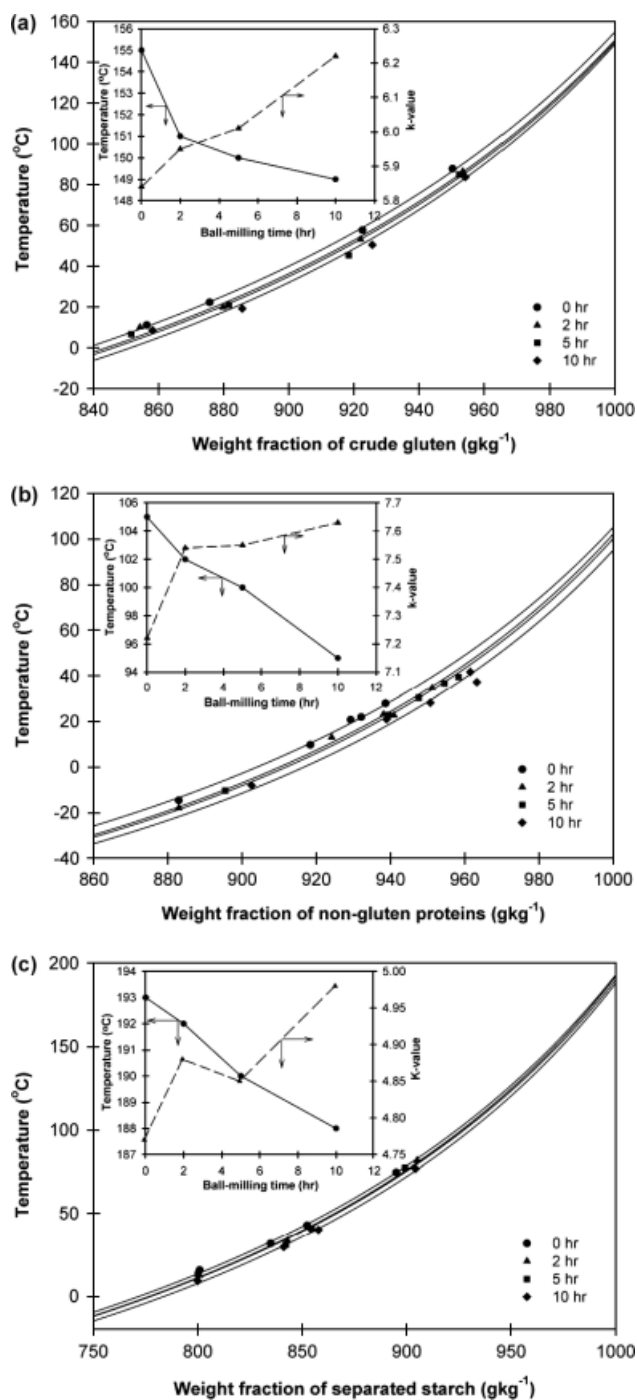 (a)
156
155
154
153
152
151
150
149
148
Temperature (°C)
6.3
6.2
6.1
6.0
5.9
5.8
k-value
0 2 4 6 8 10 12
Ball-milling time (hr)
160
140
120
100
80
60
40
20
0
-20
Temperature (°C)
0 hr
2 hr
5 hr
10 hr
840 860 880 900 920 940 960 980 1000
Weight fraction of crude gluten (gkg⁻¹)
(b)
106
104
102
100
98
96
94
Temperature (°C)
7.7
7.6
7.5
7.4
7.3
7.2
7.1
k-value
0 2 4 6 8 10 12
Ball-milling time (hr)
120
100
80
60
40
20
0
-20
-40
Temperature (°C)
0 hr
2 hr
5 hr
10 hr
860 880 900 920 940 960 980 1000
Weight fraction of non-gluten proteins (gkg⁻¹)
(c)
194
193
192
191
190
189
188
187
Temperature (°C)
5.00
4.95
4.90
4.85
4.80
4.75
K-value
0 2 4 6 8 10 12
Ball-milling time (hr)
200
150
100
50
0
Temperature (°C)
0 hr
2 hr
5 hr
10 hr
750 800 850 900 950 1000
Weight fraction of separated starch (gkg⁻¹)